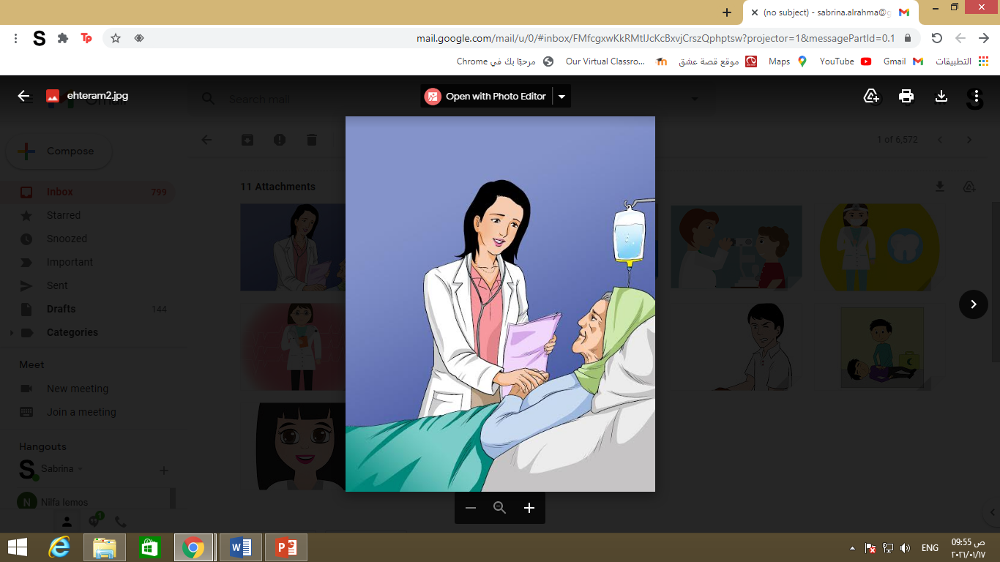 (no subject) - sabrina.alrahma@g
mail.google.com/mail/u/0/#inbox/FMfcgxwKkRMtlJcKcBxvjCrszQphptsw?projector=1&messagePartId=0.1
التطبيقات
Gmail
YouTube
Maps
موقع قصة عشق
Our Virtual Classro...
مرحبًا بك في Chrome
ehteram2.jpg
Open with Photo Editor
Gmail
Search mail
Compose
1 of 6,572
Inbox 799
11 Attachments
Starred
Snoozed
Important
Sent
Drafts 144
Categories
Meet
New meeting
Join a meeting
Hangouts
Sabrina
Nilfa lemos
ENG
09:55 ص
٢٠٢١/٠١/١٧